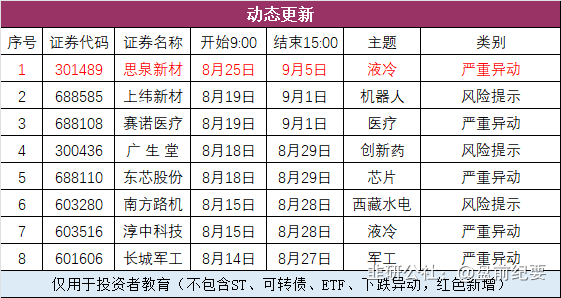 动态更新
序号 证券代码 证券名称 开始9:00 结束15:00 主题 类别
1 301489 思泉新材 8月25日 9月5日 液冷 严重异动
2 688585 上纬新材 8月19日 9月1日 机器人 风险提示
3 688108 赛诺医疗 8月19日 9月1日 医疗 严重异动
4 300436 广生堂 8月18日 8月29日 创新药 风险提示
5 688110 东芯股份 8月18日 8月29日 芯片 严重异动
6 603280 南方路机 8月15日 8月28日 西藏水电 风险提示
7 603516 淳中科技 8月15日 8月28日 液冷 严重异动
8 601606 长城军工 8月14日 8月27日 军工 严重异动
仅用于投资者教育（不包含ST、可转债、ETF、下跌异动，红色新增）
韭研公社：@盘前纪要